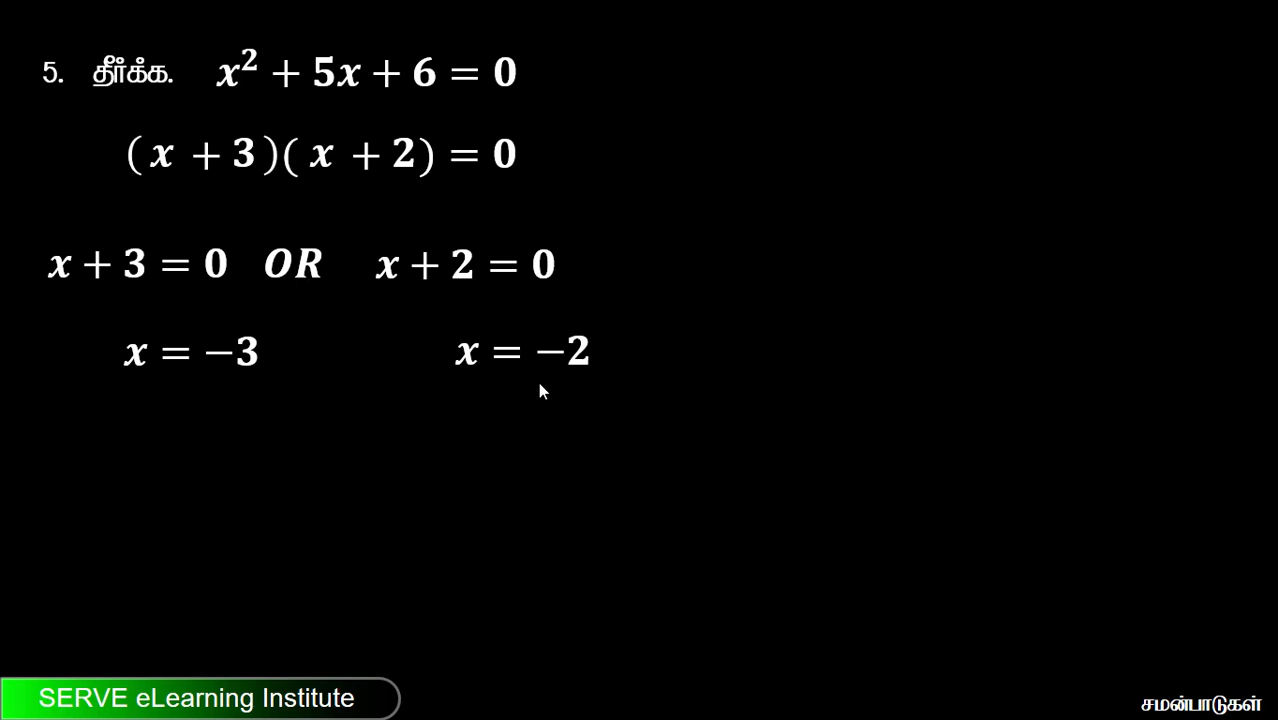 5. தீர்க்க. x² + 5x + 6 = 0
( x + 3 )( x + 2 ) = 0
x + 3 = 0 OR x + 2 = 0
x = −3 x = −2
SERVE eLearning Institute
சமன்பாடுகள்